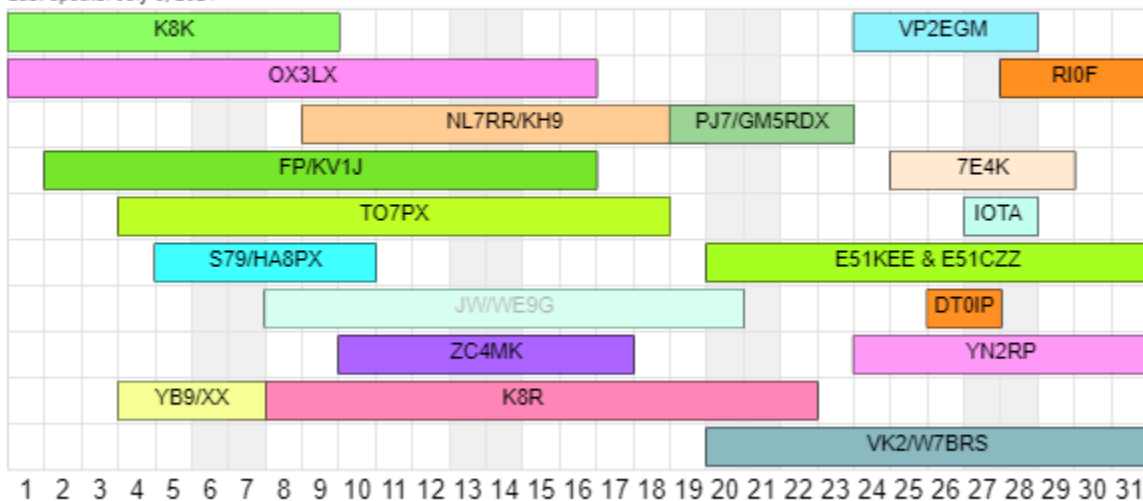 K8K VP2EGM
OX3LX RI0F
NL7RR/KH9 PJ7/GM5RDX
FP/KV1J 7E4K
TO7PX IOTA
S79/HA8PX E51KEE & E51CZZ
JW/WE9G DT0IP
ZC4MK YN2RP
YB9/XX K8R
VK2/W7BRS
1 2 3 4 5 6 7 8 9 10 11 12 13 14 15 16 17 18 19 20 21 22 23 24 25 26 27 28 29 30 31